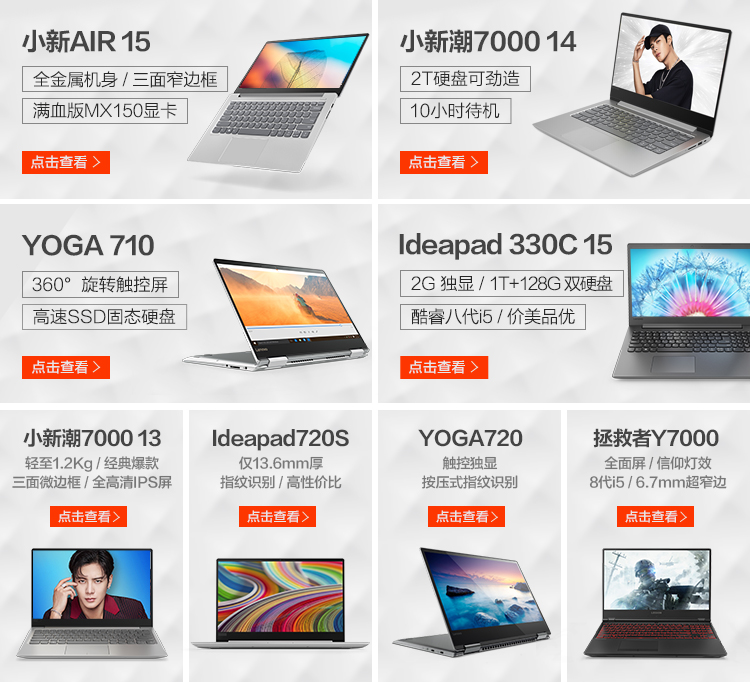 小新AIR 15
全金属机身 / 三面窄边框
满血版MX150显卡
点击查看 >
小新潮7000 14
2T硬盘可劲造
10小时待机
点击查看 >
YOGA 710
360°旋转触控屏
高速SSD固态硬盘
点击查看 >
Ideapad 330C 15
2G 独显 / 1T+128G 双硬盘
酷睿八代i5 / 价美品优
点击查看 >
小新潮7000 13
轻至1.2Kg / 经典爆款
三面微边框 / 全高清IPS屏
点击查看 >
Ideapad720S
仅13.6mm厚
指纹识别 / 高性价比
点击查看 >
YOGA720
触控独显
按压式指纹识别
点击查看 >
拯救者Y7000
全面屏 / 信仰灯效
8代i5 / 6.7mm超窄边
点击查看 >